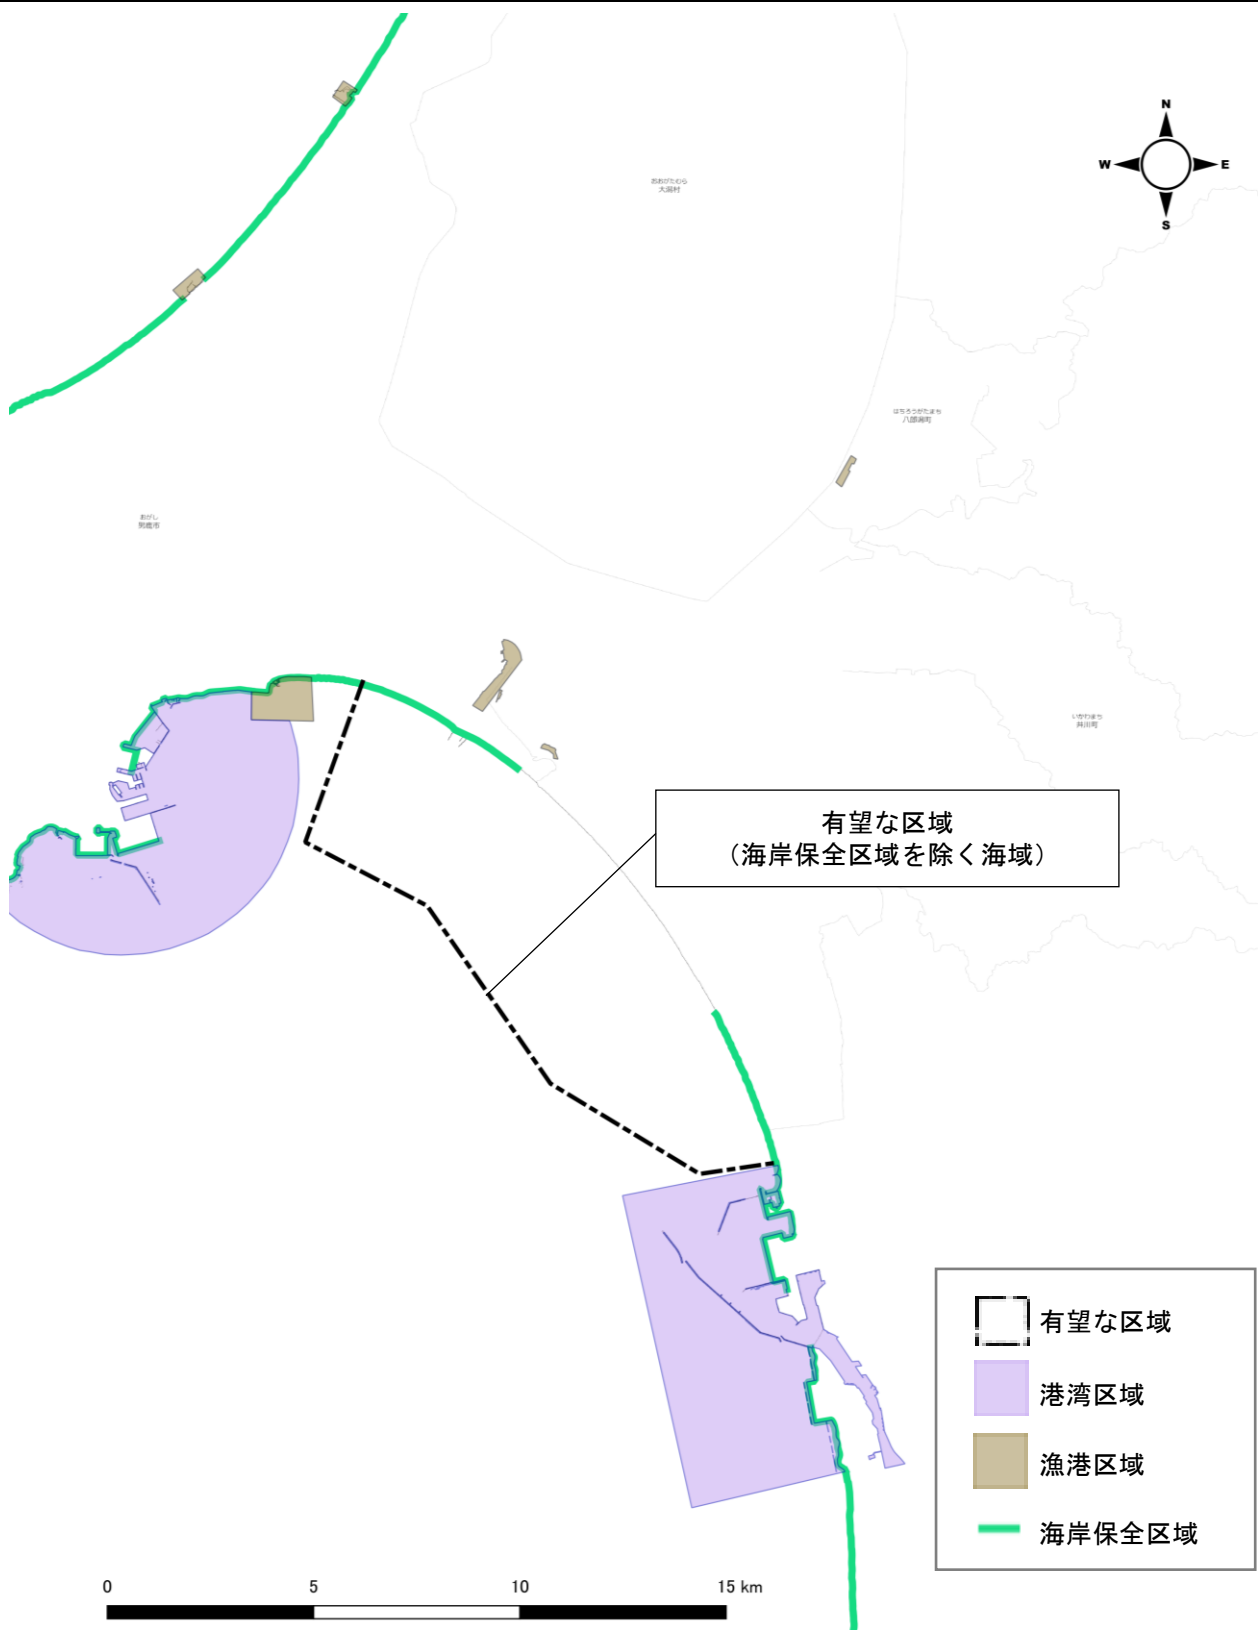 N
W
E
S
おおがたむら
大潟村
はちろうがたまち
八郎潟町
おがし
男鹿市
いかわまち
井川町
有望な区域
（海岸保全区域を除く海域）
有望な区域
港湾区域
漁港区域
海岸保全区域
0
5
10
15 km